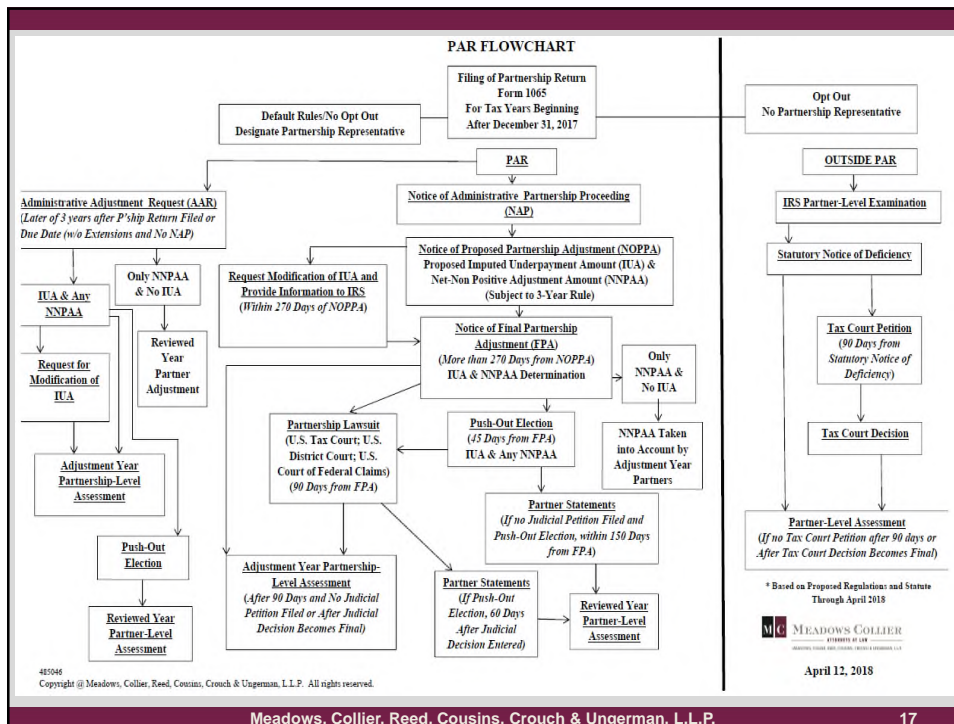 PAR FLOWCHART
Filing of Partnership Return
Form 1065
For Tax Years Beginning
After December 31, 2017
Default Rules/No Opt Out
Designate Partnership Representative
Opt Out
No Partnership Representative
PAR
OUTSIDE PAR
Administrative Adjustment Request (AAR)
(Later of 3 years after P'ship Return Filed or
Due Date (w/o Extensions and No NAP)
Notice of Administrative Partnership Proceeding
(NAP)
IRS Partner-Level Examination
Notice of Proposed Partnership Adjustment (NOPPA)
Proposed Imputed Underpayment Amount (IUA) &
Net-Non Positive Adjustment Amount (NNPAA)
(Subject to 3-Year Rule)
Statutory Notice of Deficiency
Request Modification of IUA and
Provide Information to IRS
(Within 270 Days of NOPPA)
Only NNPAA
& No IUA
IUA & Any
NNPAA
Notice of Final Partnership
Adjustment (FPA)
(More than 270 Days from NOPPA)
IUA & NNPAA Determination
Tax Court Petition
(90 Days from
Statutory Notice of
Deficiency)
Reviewed
Year
Partner
Adjustment
Only
NNPAA &
No IUA
Request for
Modification of
IUA
Partnership Lawsuit
(U.S. Tax Court; U.S.
District Court; U.S.
Court of Federal Claims)
(90 Days from FPA)
Push-Out Election
(45 Days from FPA)
IUA & Any NNPAA
NNPAA Taken
into Account by
Adjustment Year
Partners
Tax Court Decision
Adjustment Year
Partnership-Level
Assessment
Partner Statements
(If no Judicial Petition Filed and
Push-Out Election, within 150 Days
from FPA)
Partner-Level Assessment
(If no Tax Court Petition after 90 days or
After Tax Court Decision Becomes Final)
Push-Out
Election
Adjustment Year Partnership-
Level Assessment
(After 90 Days and No Judicial
Petition Filed or After Judicial
Decision Becomes Final)
Partner Statements
(If Push-Out
Election, 60 Days
After Judicial
Decision Entered)
Reviewed Year
Partner-Level
Assessment
* Based on Proposed Regulations and Statute
Through April 2018
Reviewed Year
Partner-Level
Assessment
MC MEADOWS COLLIER
ATTORNEYS AT LAW
MEADOWS, COLLIER, REED, COUSINS, CROUCH & UNGERMAN, L.L.P.
April 12, 2018
485046
Copyright @ Meadows, Collier, Reed, Cousins, Crouch & Ungerman, L.L.P. All rights reserved.
Meadows, Collier, Reed, Cousins, Crouch & Ungerman, L.L.P.
17